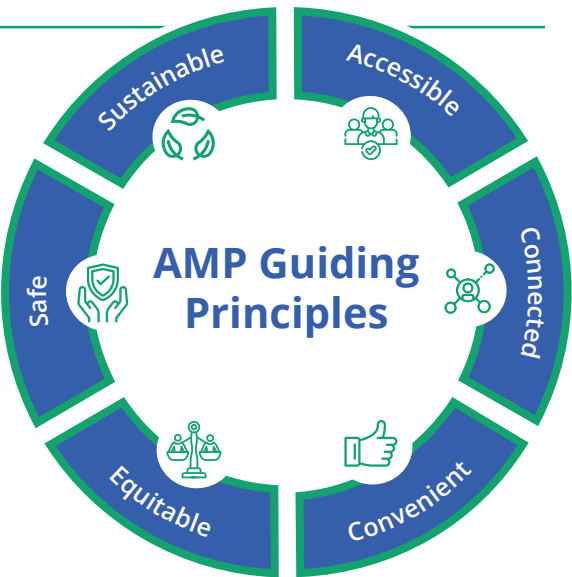 Sustainable
Accessible
Connected
Convenient
Equitable
Safe
AMP Guiding
Principles